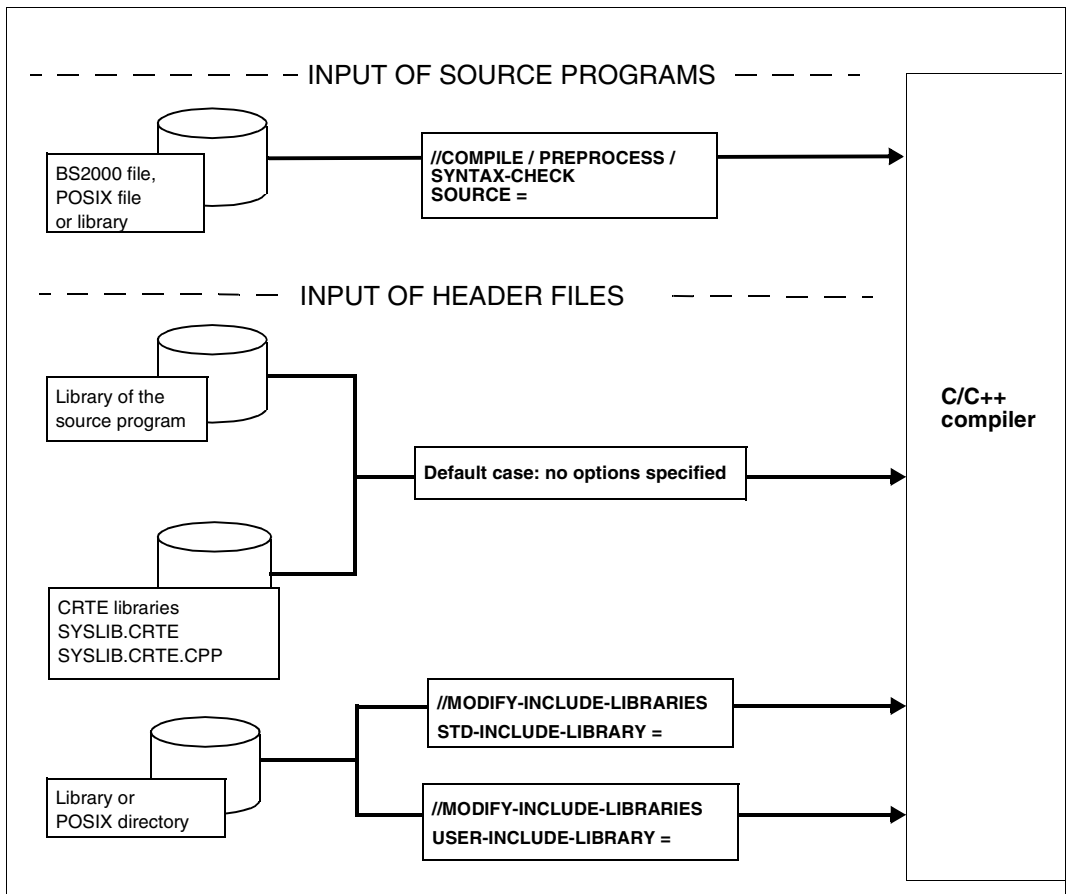 INPUT OF SOURCE PROGRAMS
BS2000 file,
POSIX file
or library
//COMPILE / PREPROCESS /
SYNTAX-CHECK
SOURCE =
INPUT OF HEADER FILES
Library of the
source program
Default case: no options specified
C/C++
compiler
CRTE libraries
SYSLIB.CRTE
SYSLIB.CRTE.CPP
Library or
POSIX directory
//MODIFY-INCLUDE-LIBRARIES
STD-INCLUDE-LIBRARY =
//MODIFY-INCLUDE-LIBRARIES
USER-INCLUDE-LIBRARY =